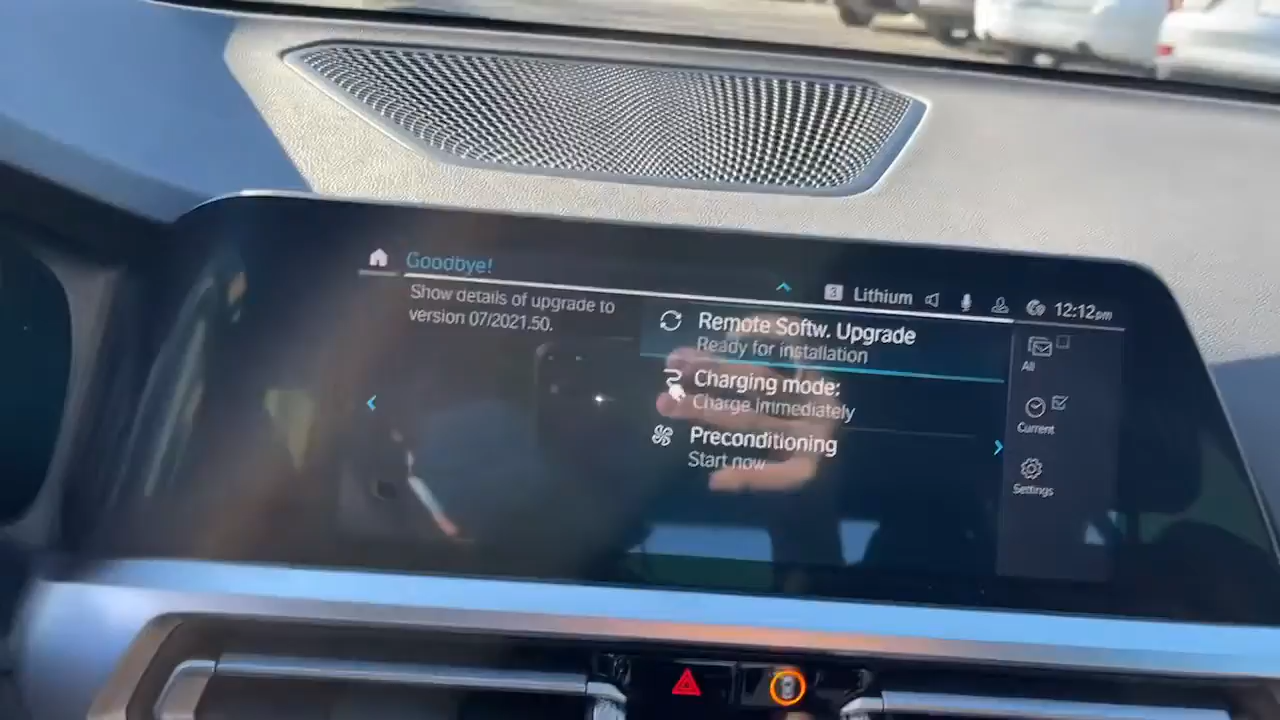 Goodbye!
3 Lithium 12:12pm
Show details of upgrade to
version 07/2021.50.
Remote Softw. Upgrade
Ready for installation
Charging mode:
Charge immediately
Preconditioning
Start now
All
Current
Settings